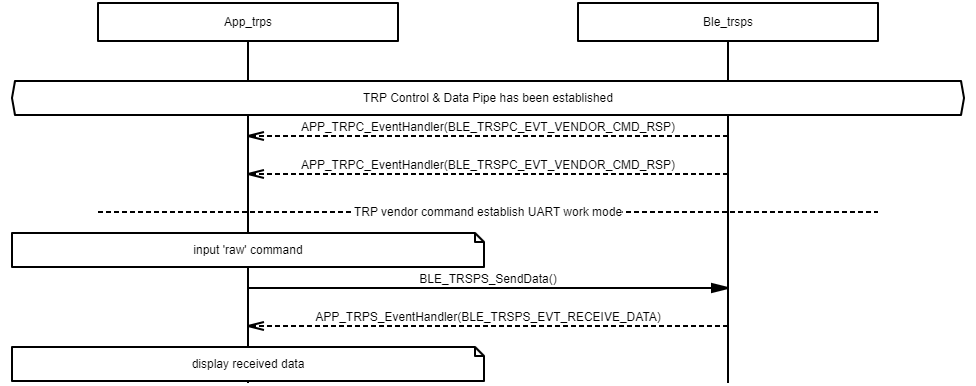 App_trps
Ble_trsps
TRP Control & Data Pipe has been established
APP_TRPC_EventHandler(BLE_TRSPC_EVT_VENDOR_CMD_RSP)
APP_TRPC_EventHandler(BLE_TRSPC_EVT_VENDOR_CMD_RSP)
TRP vendor command establish UART work mode
input 'raw' command
BLE_TRSPS_SendData()
APP_TRPS_EventHandler(BLE_TRSPS_EVT_RECEIVE_DATA)
display received data